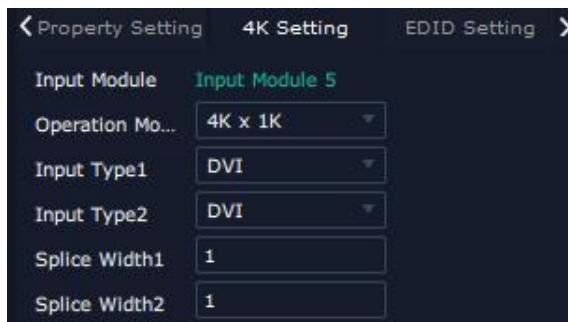 Property Setting 4K Setting EDID Setting
Input Module Input Module 5
Operation Mo... 4K x 1K
Input Type1 DVI
Input Type2 DVI
Splice Width1 1
Splice Width2 1